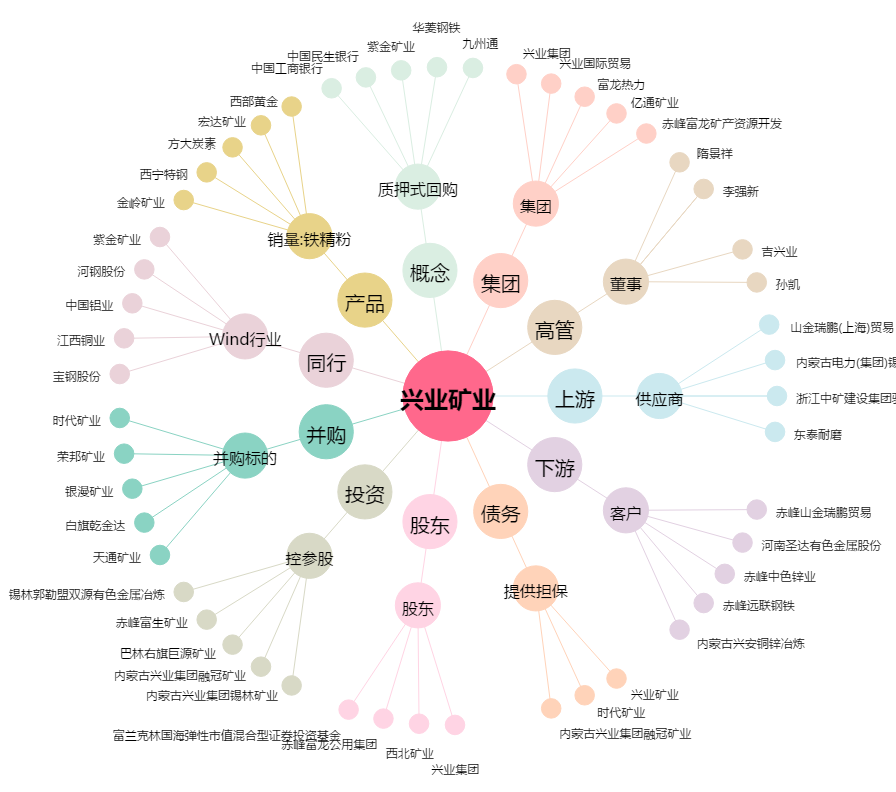 兴业矿业
概念
质押式回购
中国工商银行
中国民生银行
紫金矿业
华菱钢铁
九州通
集团
集团
兴业集团
兴业国际贸易
富龙热力
亿通矿业
赤峰富龙矿产资源开发
高管
董事
隋景祥
李强新
吉兴业
孙凯
上游
供应商
山金瑞鹏(上海)贸易
内蒙古电力(集团)锡
浙江中矿建设集团
东泰耐磨
下游
客户
赤峰山金瑞鹏贸易
河南圣达有色金属股份
赤峰中色锌业
赤峰远联钢铁
内蒙古兴安铜锌冶炼
债务
提供担保
兴业矿业
时代矿业
内蒙古兴业集团融冠矿业
股东
股东
兴业集团
西北矿业
赤峰富龙公用集团
富兰克林国海弹性市值混合型证券投资基金
投资
控参股
内蒙古兴业集团锡林矿业
内蒙古兴业集团融冠矿业
巴林右旗巨源矿业
赤峰富生矿业
锡林郭勒盟双源有色金属冶炼
并购
并购标的
天通矿业
白旗乾金达
银漫矿业
荣邦矿业
时代矿业
同行
Wind行业
宝钢股份
江西铜业
中国铝业
河钢股份
紫金矿业
产品
销量:铁精粉
金岭矿业
西宁特钢
方大炭素
宏达矿业
西部黄金